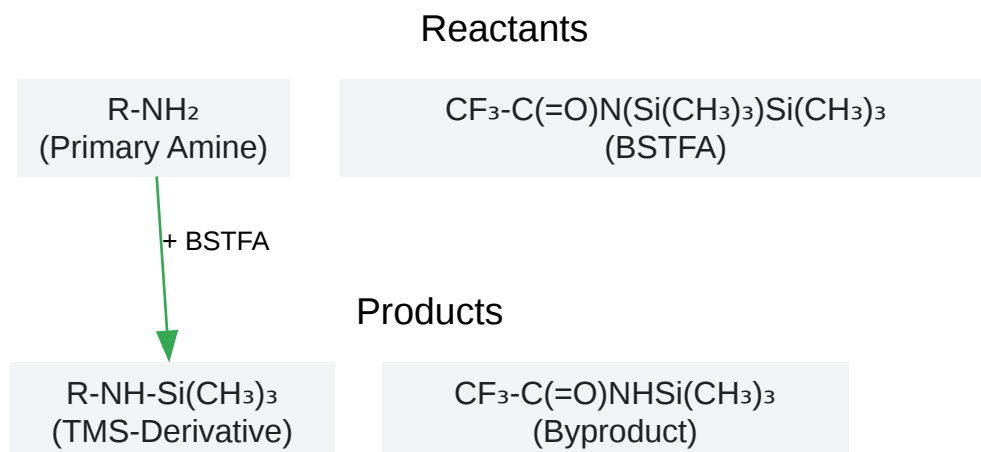 Reactants
R-NH₂
(Primary Amine)
CF₃-C(=O)N(Si(CH₃)₃)Si(CH₃)₃
(BSTFA)
+ BSTFA
Products
R-NH-Si(CH₃)₃
(TMS-Derivative)
CF₃-C(=O)NHSi(CH₃)₃
(Byproduct)